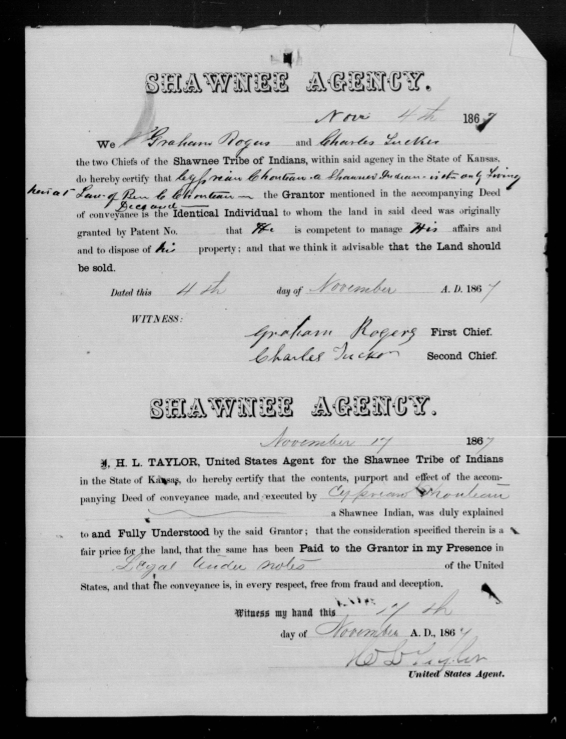 SHAWNEE AGENCY.
Nov 4th 1867
We Graham Rogers and Charles Tucker
the two Chiefs of the Shawnee Tribe of Indians, within said agency in the State of Kansas,
do hereby certify that Cyprian Chouteau a Shawnee Indian is the only Living
heir at Law of Ben C Chouteau Deceased the Grantor mentioned in the accompanying Deed
of conveyance is the Identical Individual to whom the land in said deed was originally
granted by Patent No. that He is competent to manage His affairs and
and to dispose of his property; and that we think it advisable that the Land should
be sold.
Dated this 4th day of November A. D. 1867
WITNESS:
Graham Rogers First Chief.
Charles Tucker Second Chief.
SHAWNEE AGENCY.
November 17 1867
I, H. L. TAYLOR, United States Agent for the Shawnee Tribe of Indians
in the State of Kansas, do hereby certify that the contents, purport and effect of the accom-
panying Deed of conveyance made, and executed by Cyprian Chouteau
a Shawnee Indian, was duly explained
to and Fully Understood by the said Grantor; that the consideration specified therein is a
fair price for the land, that the same has been Paid to the Grantor in my Presence in
Legal Tender notes of the United
States, and that the conveyance is, in every respect, free from fraud and deception.
Witness my hand this 17th
day of November A. D., 1867
H L Taylor
United States Agent.